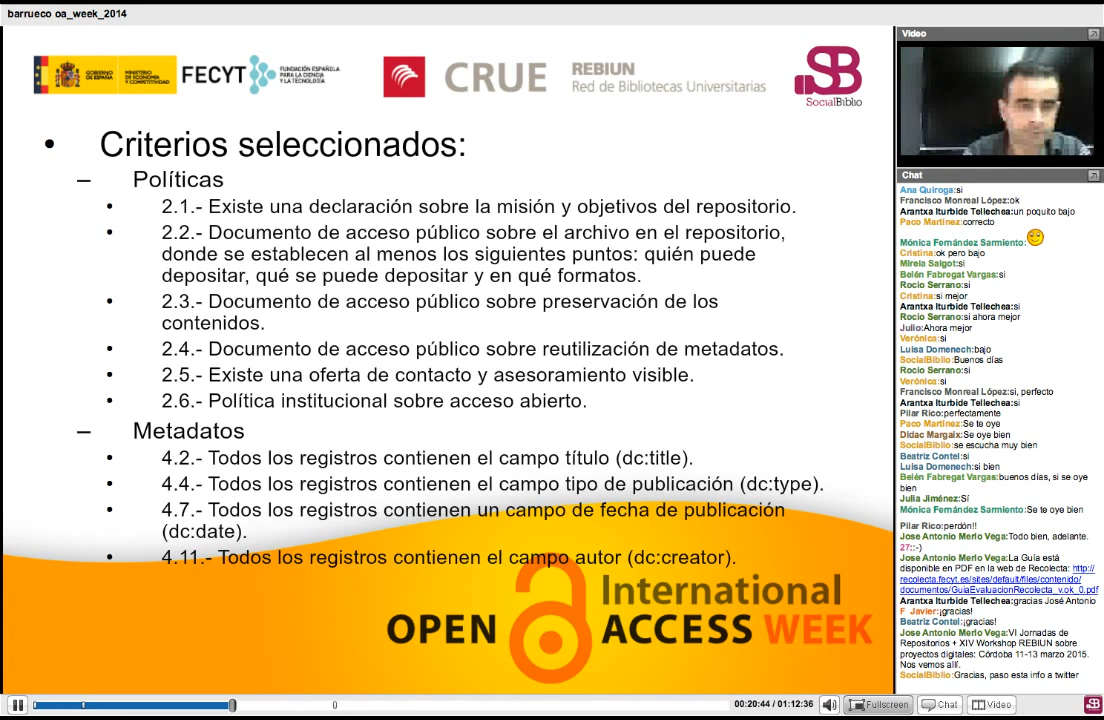 barrueco oa_week_2014
GOBIERNO
DE ESPAÑA
MINISTERIO
DE ECONOMÍA
Y COMPETITIVIDAD
FECYT
FUNDACIÓN ESPAÑOLA
PARA LA CIENCIA
Y LA TECNOLOGÍA
CRUE
REBIUN
Red de Bibliotecas Universitarias
SB
SocialBiblio
• Criterios seleccionados:
– Políticas
• 2.1.- Existe una declaración sobre la misión y objetivos del repositorio.
• 2.2.- Documento de acceso público sobre el archivo en el repositorio,
donde se establecen al menos los siguientes puntos: quién puede
depositar, qué se puede depositar y en qué formatos.
• 2.3.- Documento de acceso público sobre preservación de los
contenidos.
• 2.4.- Documento de acceso público sobre reutilización de metadatos.
• 2.5.- Existe una oferta de contacto y asesoramiento visible.
• 2.6.- Política institucional sobre acceso abierto.
– Metadatos
• 4.2.- Todos los registros contienen el campo título (dc:title).
• 4.4.- Todos los registros contienen el campo tipo de publicación (dc:type).
• 4.7.- Todos los registros contienen un campo de fecha de publicación
(dc:date).
• 4.11.- Todos los registros contienen el campo autor (dc:creator).
International
OPEN ACCESS WEEK
Video
Chat
Ana Quiroga:si
Francisco Monreal López:ok
Arantxa Iturbide Tellechea:un poquito bajo
Paco Martínez:correcto
Mónica Fernández Sarmiento:
Cristina:ok pero bajo
Mireia Salgot:si
Belén Fabregat Vargas:si
Rocio Serrano:si
Cristina:si mejor
Arantxa Iturbide Tellechea:si
Rocio Serrano:si ahora mejor
Julio:Ahora mejor
Verónica:si
Luisa Domenech:bajo
SocialBiblio:Buenos días
Rocio Serrano:si
Verónica:si
Francisco Monreal López:si, perfecto
Arantxa Iturbide Tellechea:si
Pilar Rico:perfectamente
Paco Martínez:Se te oye
Dídac Margaix:Se oye bien
SocialBiblio:se escucha muy bien
Beatriz Contel:si
Luisa Domenech:si bien
Belén Fabregat Vargas:buenos días, si se oye
bien
Julia Jiménez:Sí
Mónica Fernández Sarmiento:Se te oye bien
Pilar Rico:perdón!!
Jose Antonio Merlo Vega:Todo bien, adelante.
27::-)
Jose Antonio Merlo Vega:La Guía está
disponible en PDF en la web de Recolecta: http://
recolecta.fecyt.es/sites/default/files/contenido/
documentos/GuiaEvaluacionRecolecta_v.ok_0.pdf
Arantxa Iturbide Tellechea:gracias José Antonio
F Javier:¡gracias!
Beatriz Contel:¡gracias!
Jose Antonio Merlo Vega:VI Jornadas de
Repositorios + XIV Workshop REBIUN sobre
proyectos digitales: Córdoba 11-13 marzo 2015.
Nos vemos allí.
SocialBiblio:Gracias, paso esta info a twitter
00:20:44 / 01:12:36
Fullscreen
Chat
Video
SB